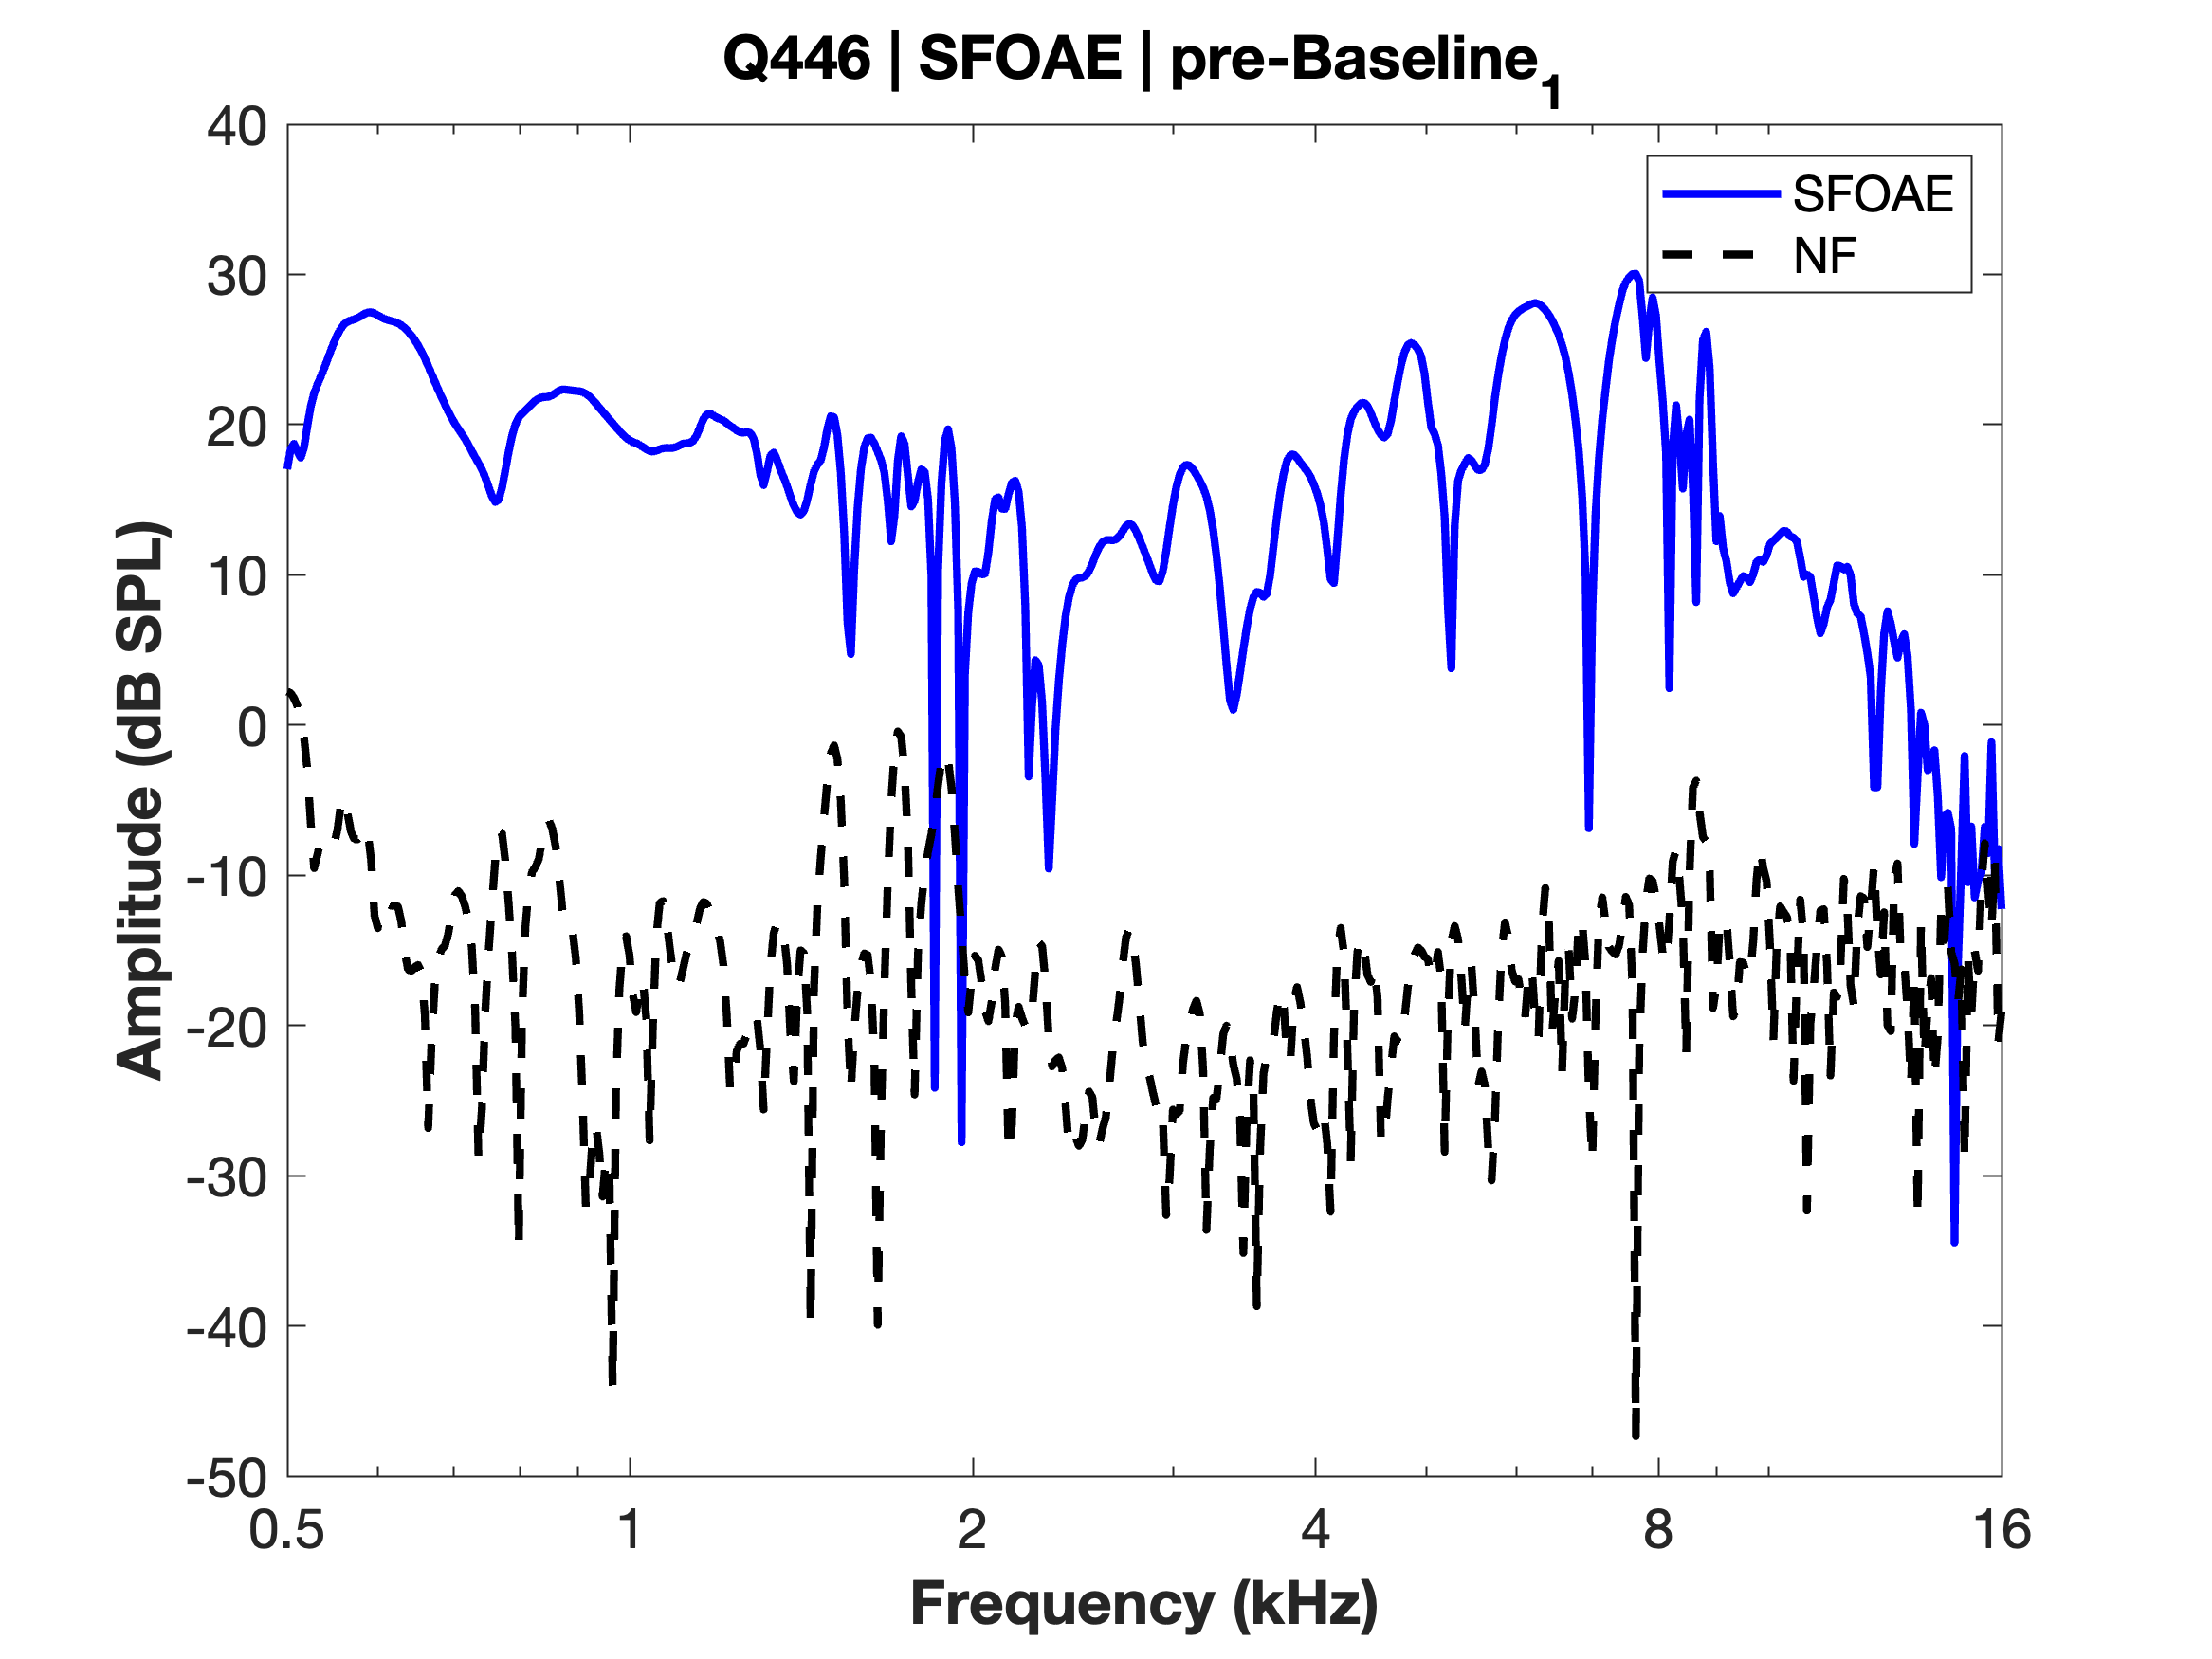 Q446 | SFOAE | pre-Baseline₁
SFOAE
NF
40
30
20
10
0
-10
-20
-30
-40
-50
Amplitude (dB SPL)
0.5 1 2 4 8 16
Frequency (kHz)